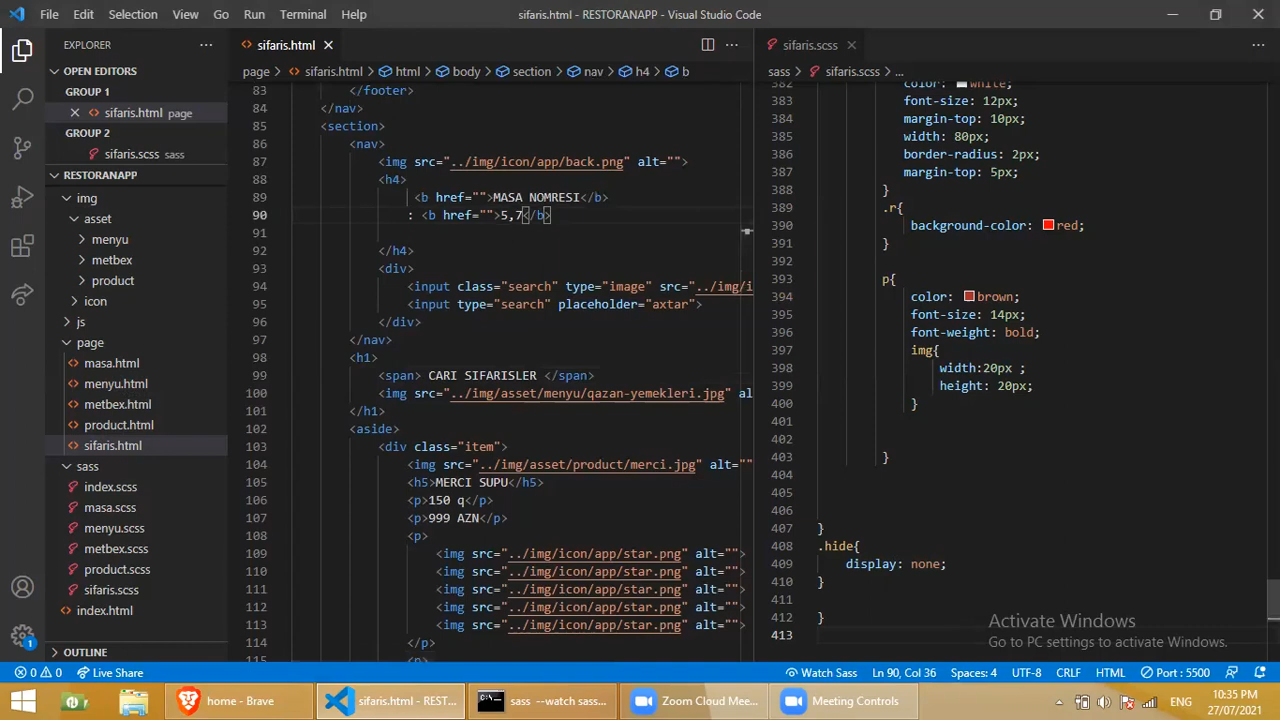 File Edit Selection View Go Run Terminal Help
sifaris.html - RESTORANAPP - Visual Studio Code
EXPLORER
OPEN EDITORS
GROUP 1
sifaris.html page
GROUP 2
sifaris.scss sass
RESTORANAPP
img
asset
menyu
metbex
product
icon
js
page
masa.html
menyu.html
metbex.html
product.html
sifaris.html
sass
index.scss
masa.scss
menyu.scss
metbex.scss
product.scss
sifaris.scss
index.html
OUTLINE
sifaris.html
page > sifaris.html > html > body > section > nav > h4 > b
83 </footer>
84 </nav>
85 <section>
86 <nav>
87 <img src="../img/icon/app/back.png" alt="">
88 <h4>
89 <b href="">MASA NOMRESI</b>
90 : <b href="">5,7</b>
91
92 </h4>
93 <div>
94 <input class="search" type="image" src="../img/i
95 <input type="search" placeholder="axtar">
96 </div>
97 </nav>
98 <h1>
99 <span> CARI SIFARISLER </span>
100 <img src="../img/asset/menyu/qazan-yemekleri.jpg" al
101 </h1>
102 <aside>
103 <div class="item">
104 <img src="../img/asset/product/merci.jpg" alt=""
105 <h5>MERCI SUPU</h5>
106 <p>150 q</p>
107 <p>999 AZN</p>
108 <p>
109 <img src="../img/icon/app/star.png" alt="">
110 <img src="../img/icon/app/star.png" alt="">
111 <img src="../img/icon/app/star.png" alt="">
112 <img src="../img/icon/app/star.png" alt="">
113 <img src="../img/icon/app/star.png" alt="">
114 </p>
115 <p>
sifaris.scss
sass > sifaris.scss > ...
382 color: white;
383 font-size: 12px;
384 margin-top: 10px;
385 width: 80px;
386 border-radius: 2px;
387 margin-top: 5px;
388 }
389 .r{
390 background-color: red;
391 }
392
393 p{
394 color: brown;
395 font-size: 14px;
396 font-weight: bold;
397 img{
398 width:20px ;
399 height: 20px;
400 }
401
402
403 }
404
405
406
407 }
408 .hide{
409 display: none;
410 }
411
412 }
413
Activate Windows
Go to PC settings to activate Windows.
1
0 0 Live Share
Watch Sass Ln 90, Col 36 Spaces: 4 UTF-8 CRLF HTML Port : 5500
home - Brave
sifaris.html - REST...
sass --watch sass...
Zoom Cloud Mee...
Meeting Controls
ENG
10:35 PM
27/07/2021